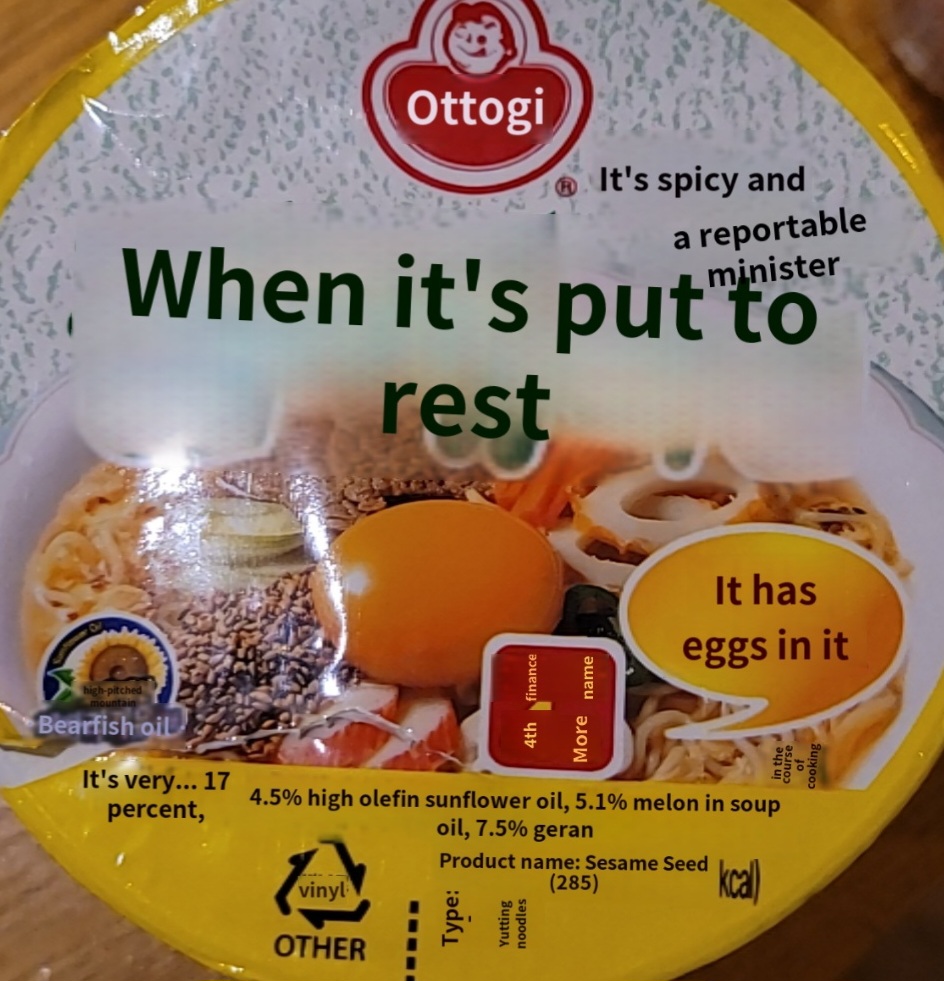 Ottogi
®
It's spicy and
a reportable
minister
When it's put to
rest
It has
eggs in it
4th finance
More name
high-pitched
mountain
Bearfish oil
in the
course
of
cooking
It's very... 17
percent,
4.5% high olefin sunflower oil, 5.1% melon in soup
oil, 7.5% geran
Product name: Sesame Seed
(285)
kcal)
vinyl
OTHER
Type:
Yutting
noodles